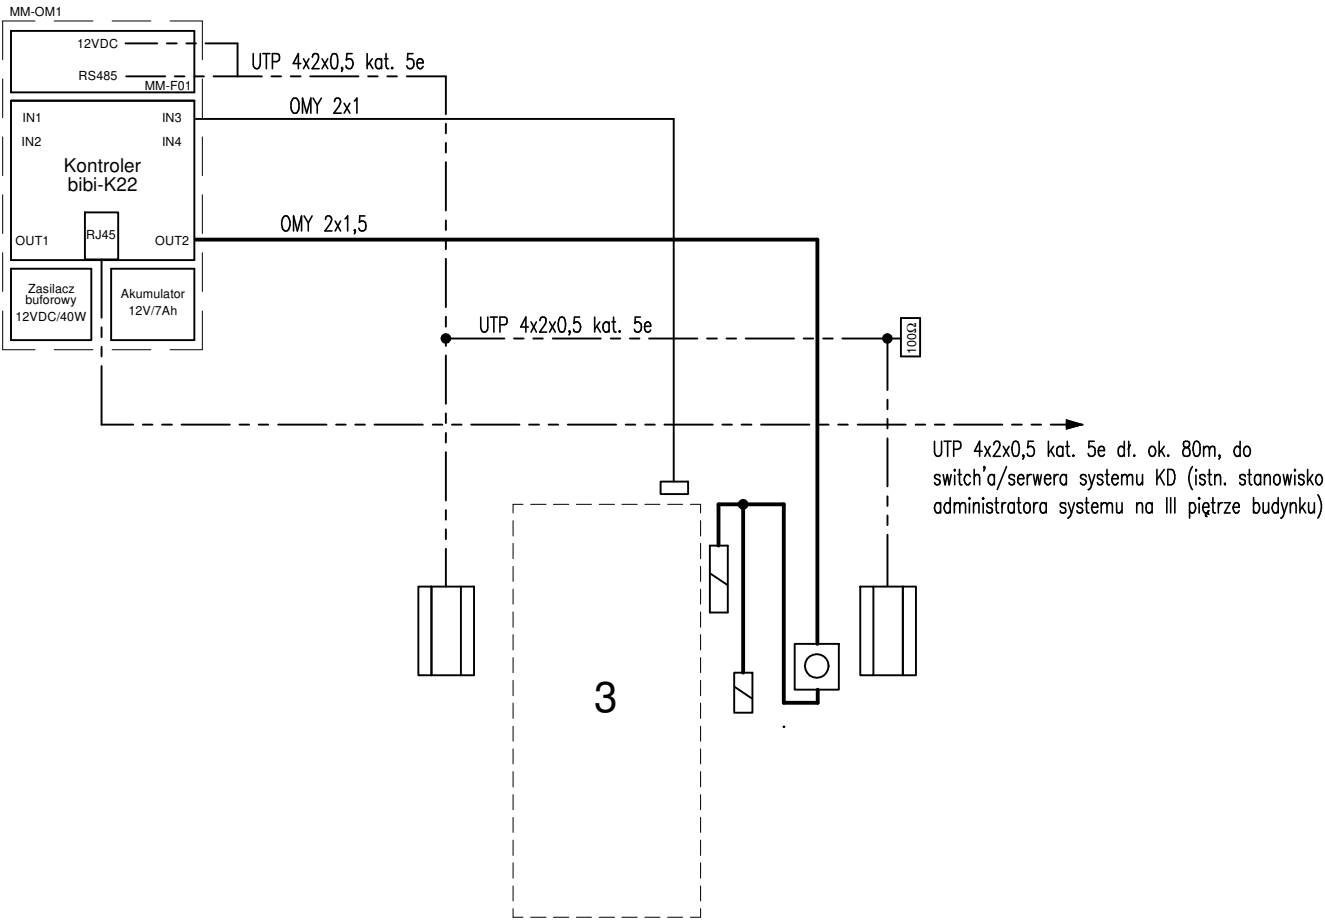 MM-OM1
12VDC
UTP 4x2x0,5 kat. 5e
RS485
MM-F01
OMY 2x1
IN1
IN3
IN2
IN4
Kontroler
bibi-K22
OMY 2x1,5
RJ45
OUT1
OUT2
Zasilacz
buforowy
12VDC/40W
Akumulator
12V/7Ah
UTP 4x2x0,5 kat. 5e
100Ω
UTP 4x2x0,5 kat. 5e dł. ok. 80m, do
switch'a/serwera systemu KD (istn. stanowisko
administratora systemu na III piętrze budynku)
3